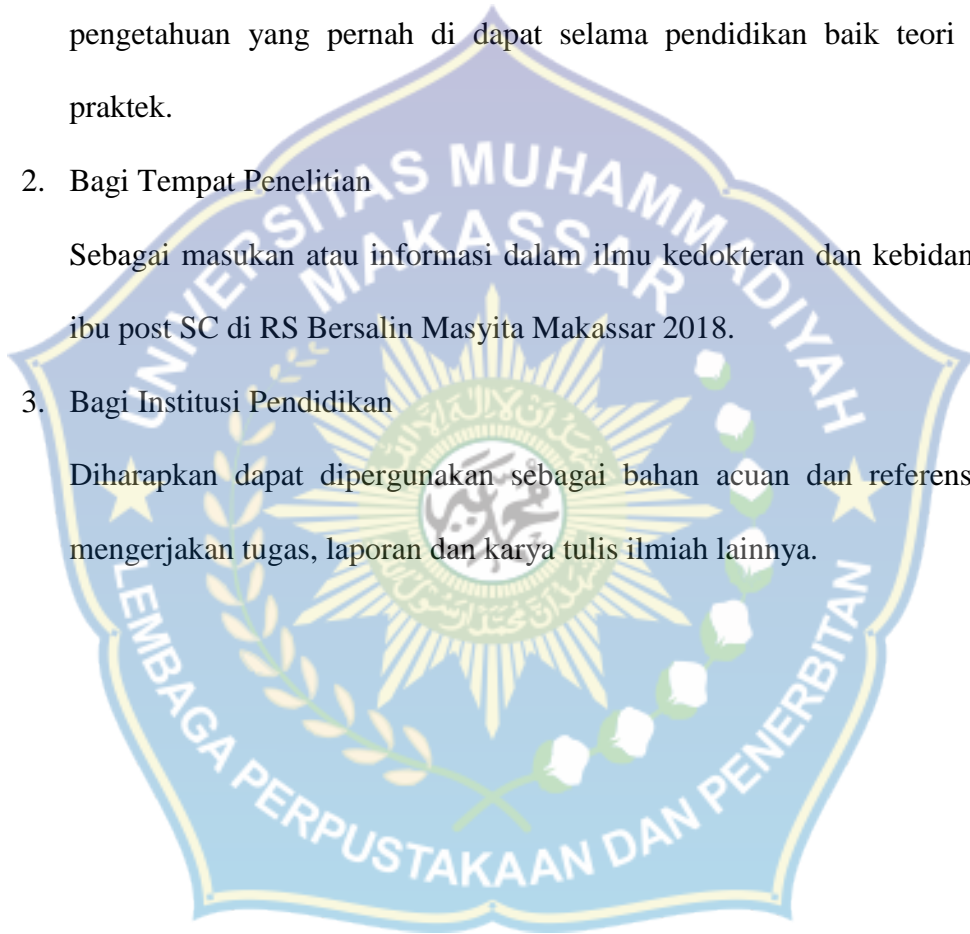 pengetahuan yang pernah di dapat selama pendidikan baik teori
praktek.
2. Bagi Tempat Penelitian
Sebagai masukan atau informasi dalam ilmu kedokteran dan kebidan
ibu post SC di RS Bersalin Masyita Makassar 2018.
3. Bagi Institusi Pendidikan
Diharapkan dapat dipergunakan sebagai bahan acuan dan referens
mengerjakan tugas, laporan dan karya tulis ilmiah lainnya.
UNIVERSITAS MUHAMMADIYAH
MAKASSAR
LEMBAGA PERPUSTAKAAN DAN PENERBITAN